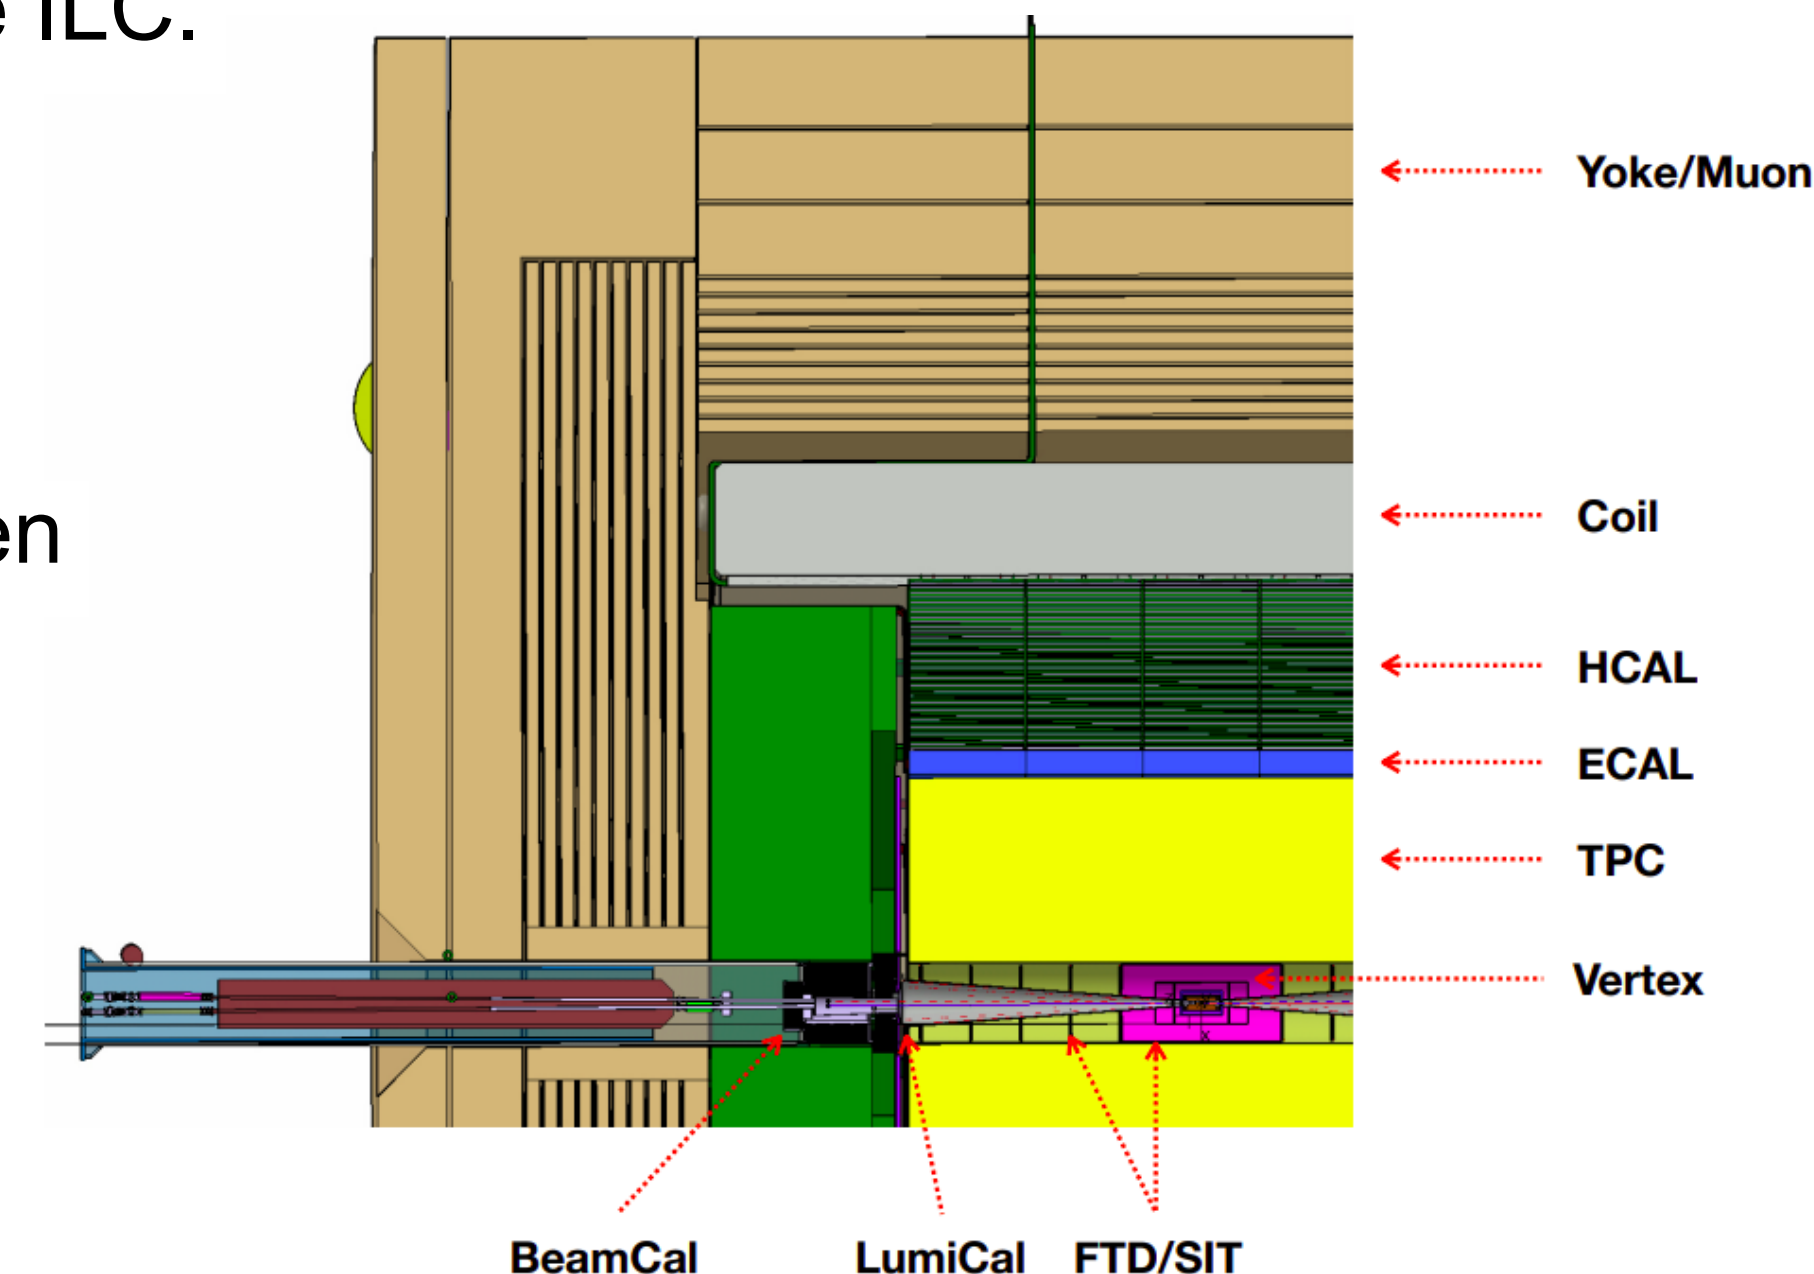 ILC.
Yoke/Muon
en
Coil
HCAL
ECAL
TPC
Vertex
X
BeamCal
LumiCal
FTD/SIT